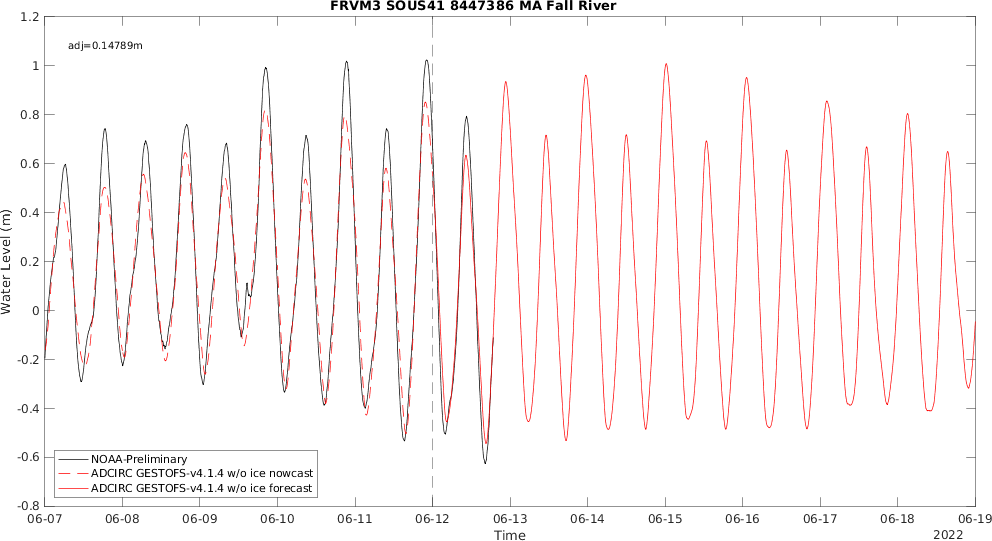 FRVM3 SOUS41 8447386 MA Fall River
adj=0.14789m
1.2
1
0.8
0.6
0.4
0.2
0
-0.2
-0.4
-0.6
-0.8
Water Level (m)
NOAA-Preliminary
ADCIRC GESTOFS-v4.1.4 w/o ice nowcast
ADCIRC GESTOFS-v4.1.4 w/o ice forecast
06-07 06-08 06-09 06-10 06-11 06-12 06-13 06-14 06-15 06-16 06-17 06-18 06-19
Time
2022